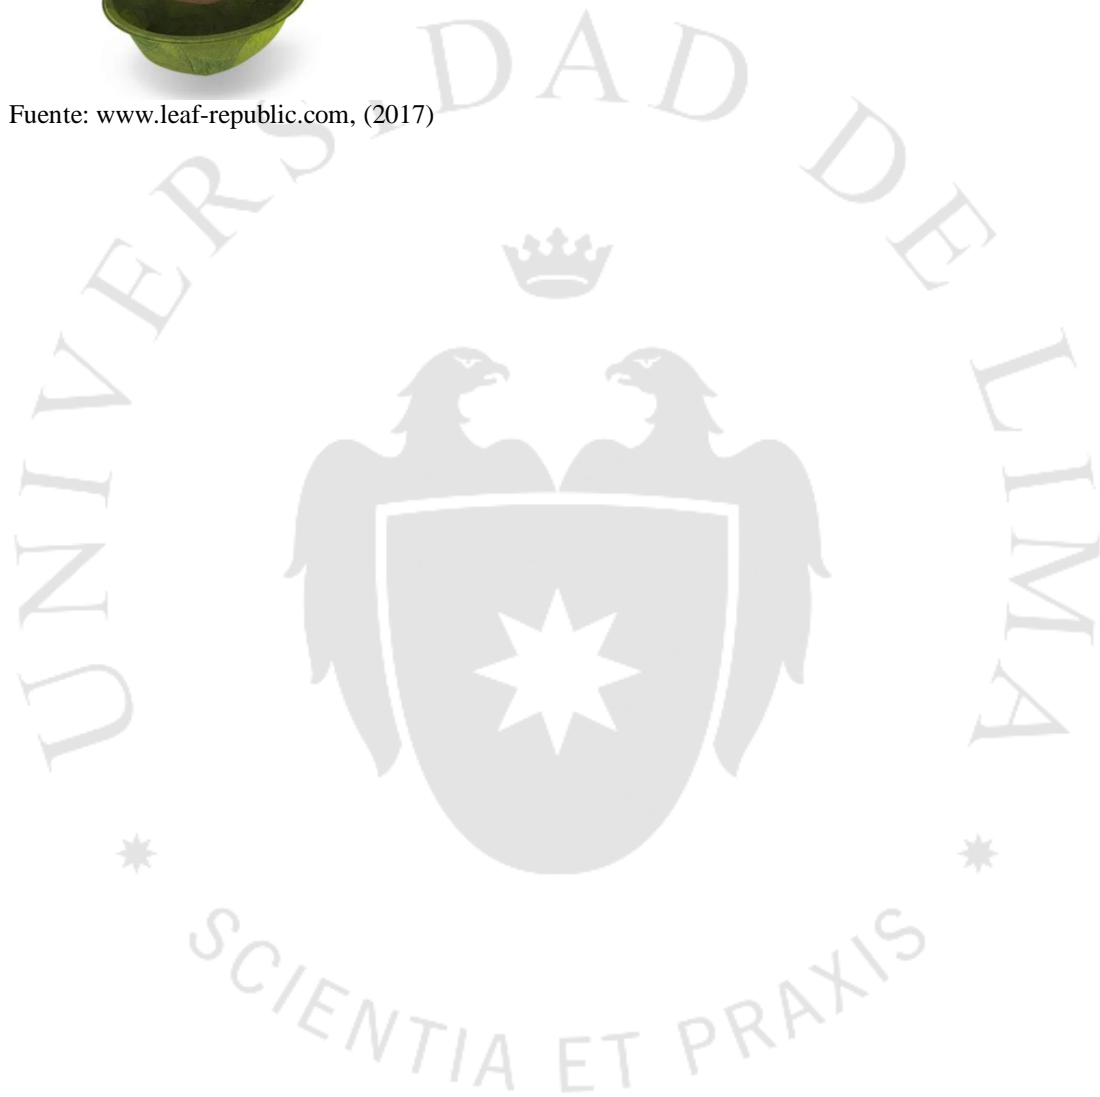 Fuente: www.leaf-republic.com, (2017)
UNIVERSIDAD DE LIMA
SCIENTIA ET PRAXIS